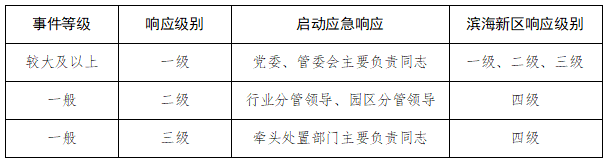 事件等级 响应级别 启动应急响应 滨海新区响应级别
较大及以上 一级 党委、管委会主要负责同志 一级、二级、三级
一般 二级 行业分管领导、园区分管领导 四级
一般 三级 牵头处置部门主要负责同志 四级